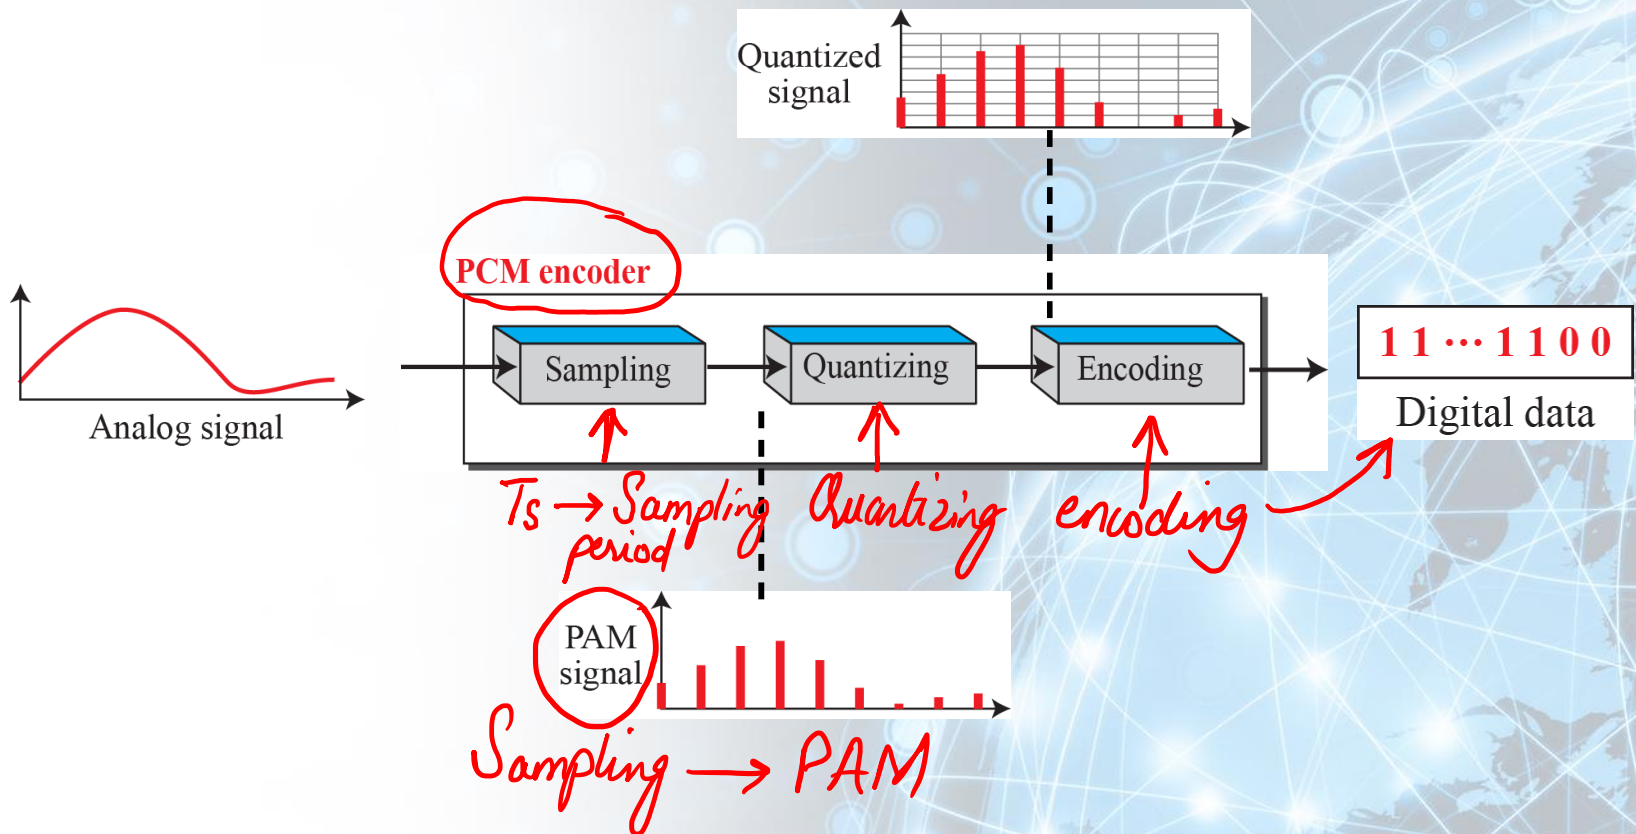 Quantized
signal
PCM encoder
Sampling
Quantizing
Encoding
1 1 ··· 1 1 0 0
Analog signal
Digital data
Ts → Sampling
period
Quantizing
encoding
PAM
signal
Sampling → PAM